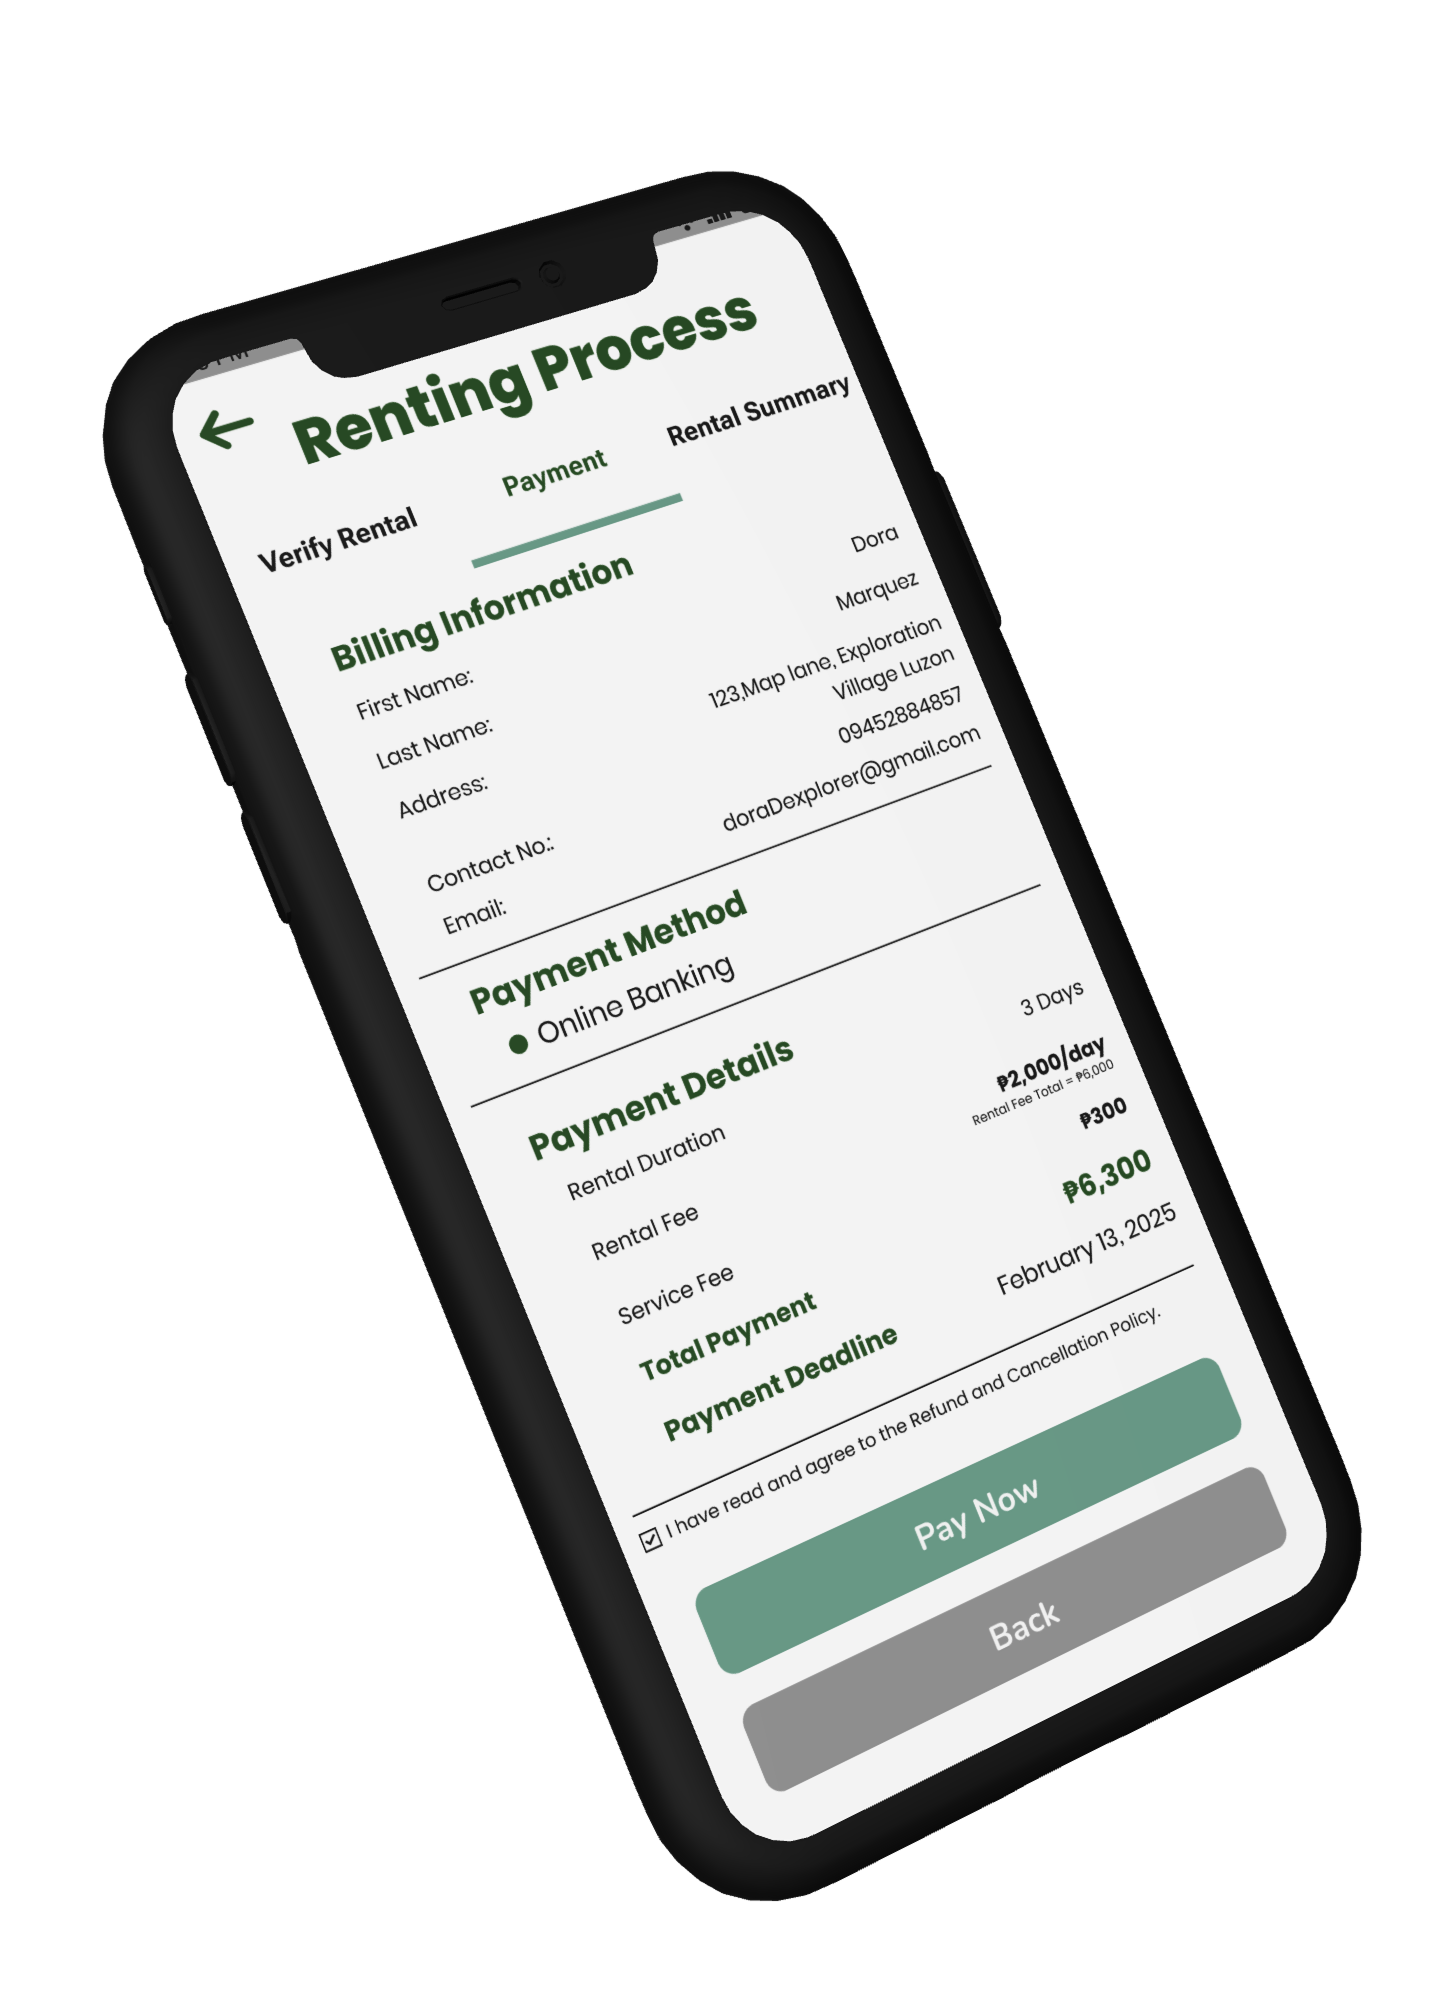 Renting Process
Verify Rental Payment Rental Summary
Billing Information
First Name: Dora
Last Name: Marquez
Address: 123,Map lane, Exploration
Village Luzon
Contact No.: 09452884857
Email: doraDexplorer@gmail.com
Payment Method
Online Banking
Payment Details
Rental Duration 3 Days
Rental Fee ₱2,000/day
Rental Fee Total = ₱6,000
Service Fee ₱300
Total Payment ₱6,300
Payment Deadline February 13, 2025
I have read and agree to the Refund and Cancellation Policy.
Pay Now
Back